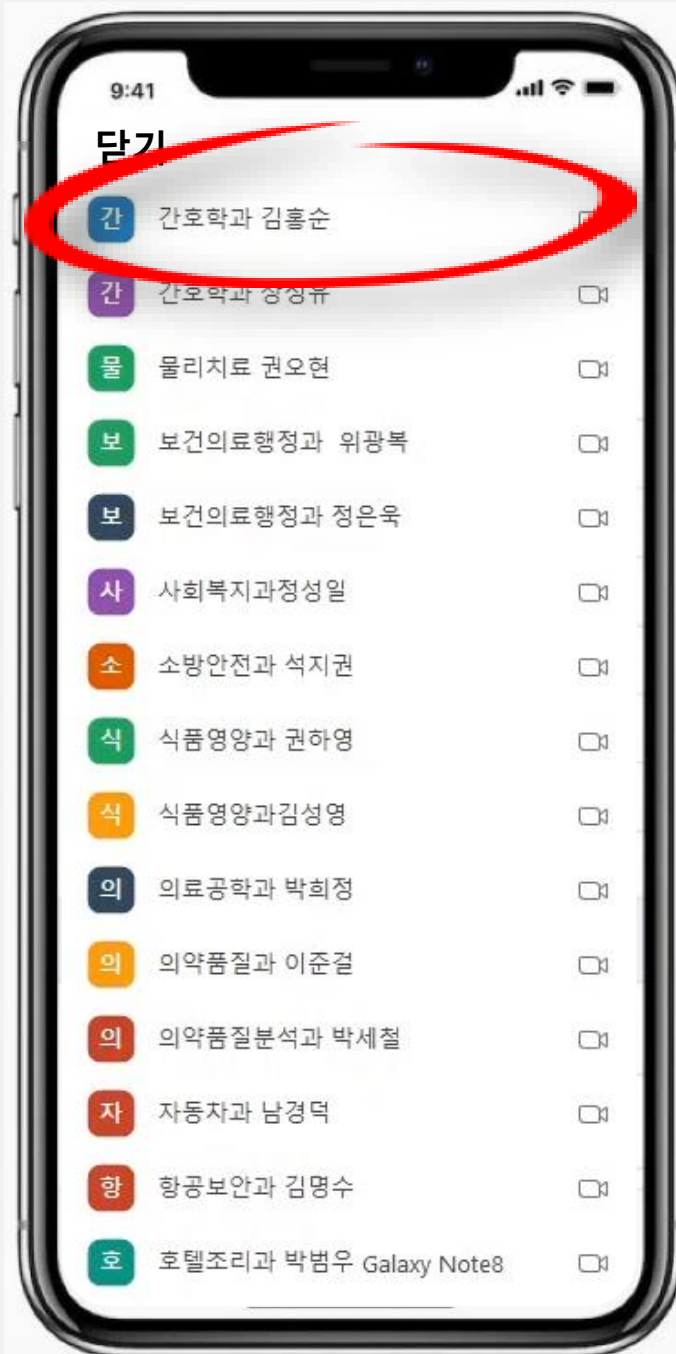 9:41
닫기
간 간호학과 김홍순
간 간호학과
물 물리치료 권오현
보 보건의료행정과 위광복
보 보건의료행정과 정은욱
사 사회복지과정성일
소 소방안전과 석지권
식 식품영양과 권하영
식 식품영양과김성영
의 의료공학과 박희정
의 의약품질과 이준걸
의 의약품질분석과 박세철
자 자동차과 남경덕
항 항공보안과 김명수
호 호텔조리과 박범우 Galaxy Note8